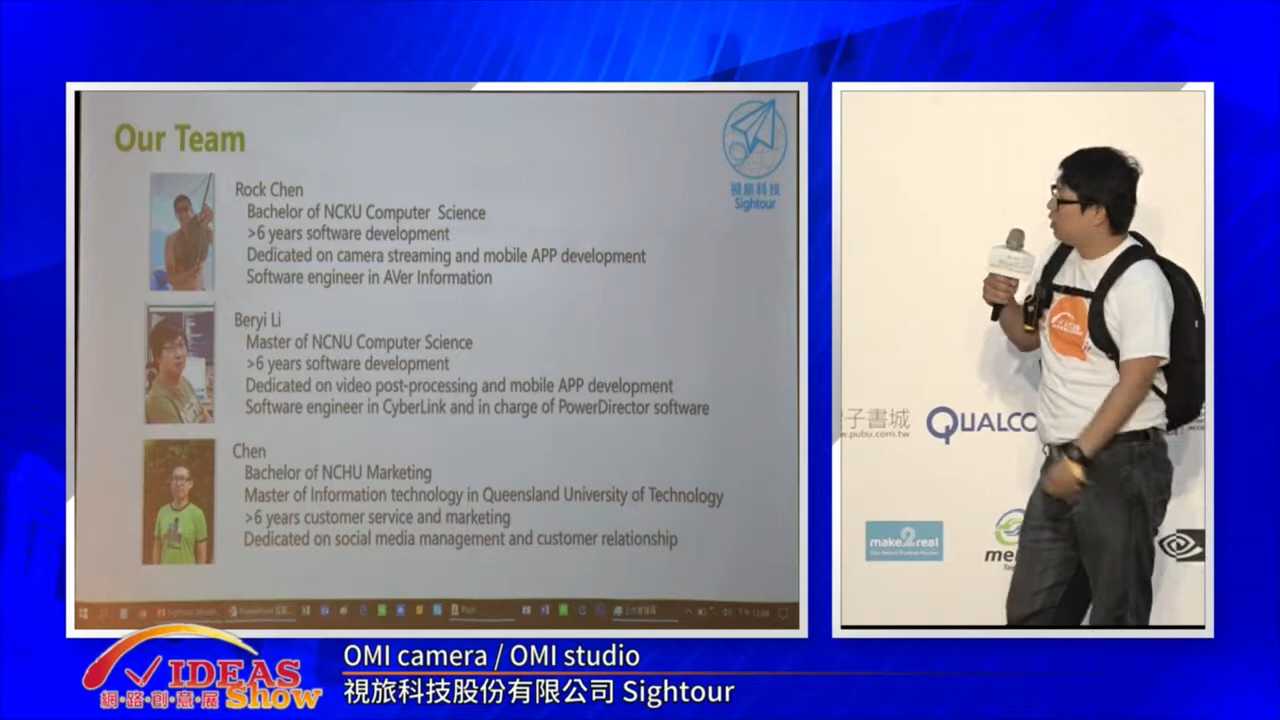 Our Team
視旅科技
Sightour
Rock Chen
Bachelor of NCKU Computer Science
>6 years software development
Dedicated on camera streaming and mobile APP development
Software engineer in AVer Information
Beryi Li
Master of NCNU Computer Science
>6 years software development
Dedicated on video post-processing and mobile APP development
Software engineer in CyberLink and in charge of PowerDirector software
Chen
Bachelor of NCHU Marketing
Master of Information technology in Queensland University of Technology
>6 years customer service and marketing
Dedicated on social media management and customer relationship
子書城
w.pubu.com.tw
QUALCO
make2real
me
IDEAS
網·路·創·意·展 Show
OMI camera / OMI studio
視旅科技股份有限公司 Sightour